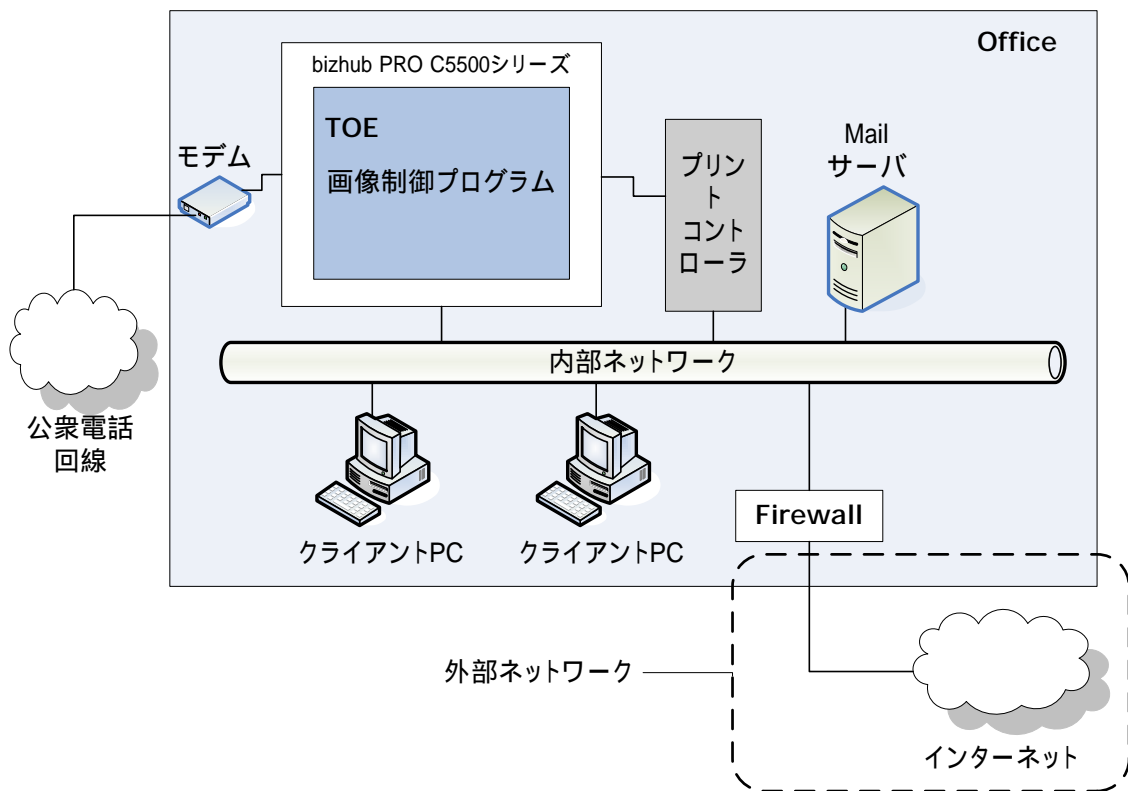 Office
bizhub PRO C5500シリーズ
TOE
画像制御プログラム
モデム
プリン
ト
コント
ローラ
Mail
サーバ
内部ネットワーク
公衆電話
回線
クライアントPC
クライアントPC
Firewall
外部ネットワーク
インターネット